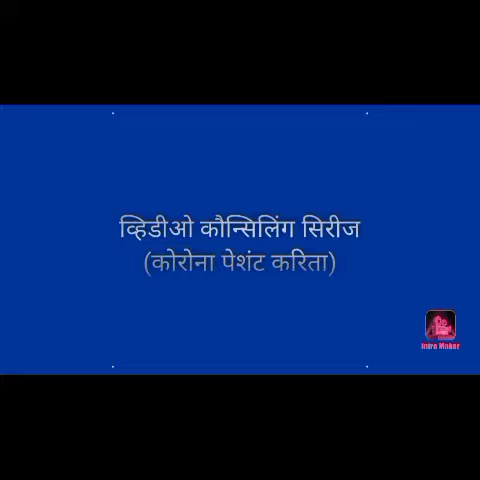 व्हिडीओ कौन्सिलिंग सिरीज
(कोरोना पेशंट करिता)
Intro Maker